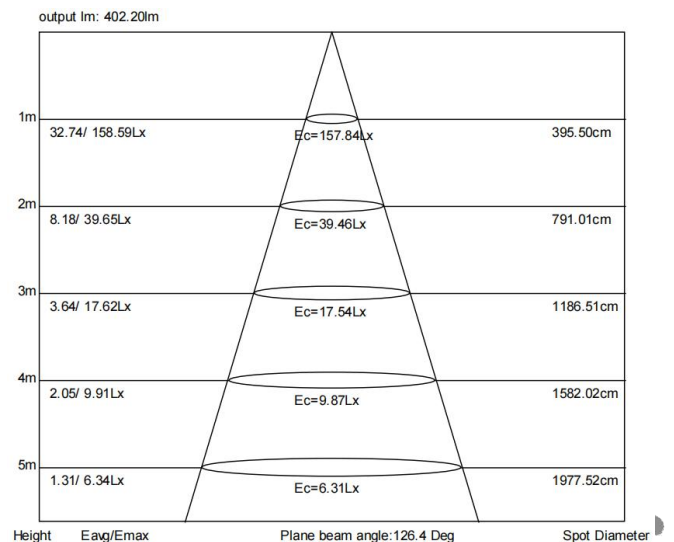 output lm: 402.20lm
1m
32.74/ 158.59Lx
Ec=157.84Lx
395.50cm
2m
8.18/ 39.65Lx
Ec=39.46Lx
791.01cm
3m
3.64/ 17.62Lx
Ec=17.54Lx
1186.51cm
4m
2.05/ 9.91Lx
Ec=9.87Lx
1582.02cm
5m
1.31/ 6.34Lx
Ec=6.31Lx
1977.52cm
Height Eavg/Emax Plane beam angle:126.4 Deg Spot Diameter